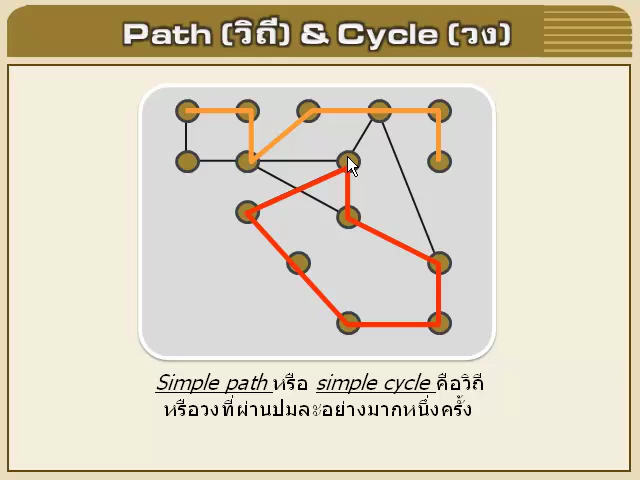 Path (วิถี) & Cycle (วง)
Simple path หรือ simple cycle คือวิถี
หรือวงที่ผ่านปมละอย่างมากหนึ่งครั้ง